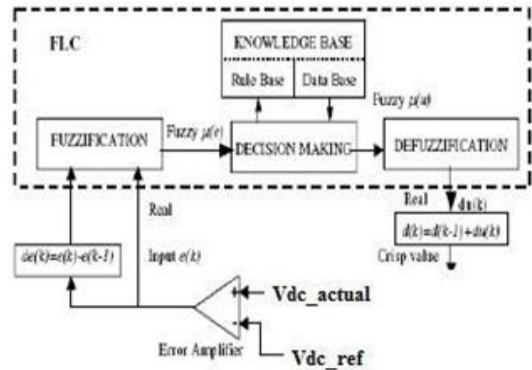 FLC
KNOWLEDGE BASE
Rule Base
Data Base
Fuzzy μ(u)
FUZZIFICATION
Fuzzy μ(e)
DECISION MAKING
DEFUZZIFICATION
Real
Real
du(k)
de(k)=e(k)-e(k-1)
Input e(k)
d(k)=d(k-1)+du(k)
Crisp value
+
Vdc_actual
-
Error Amplifier
Vdc_ref